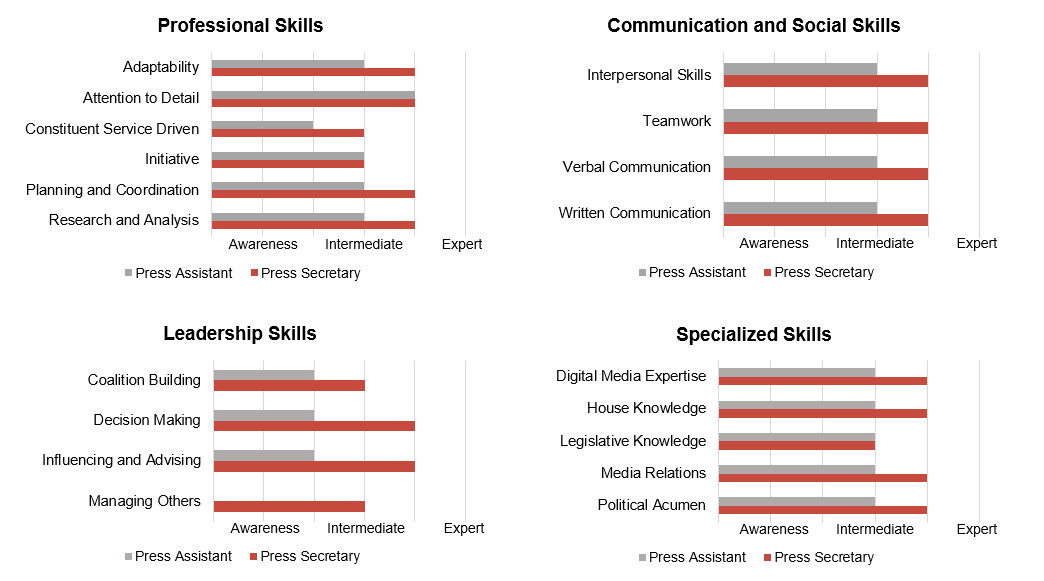 Professional Skills
Adaptability
Attention to Detail
Constituent Service Driven
Initiative
Planning and Coordination
Research and Analysis
Awareness Intermediate Expert
Press Assistant Press Secretary
Communication and Social Skills
Interpersonal Skills
Teamwork
Verbal Communication
Written Communication
Awareness Intermediate Expert
Press Assistant Press Secretary
Leadership Skills
Coalition Building
Decision Making
Influencing and Advising
Managing Others
Awareness Intermediate Expert
Press Assistant Press Secretary
Specialized Skills
Digital Media Expertise
House Knowledge
Legislative Knowledge
Media Relations
Political Acumen
Awareness Intermediate Expert
Press Assistant Press Secretary